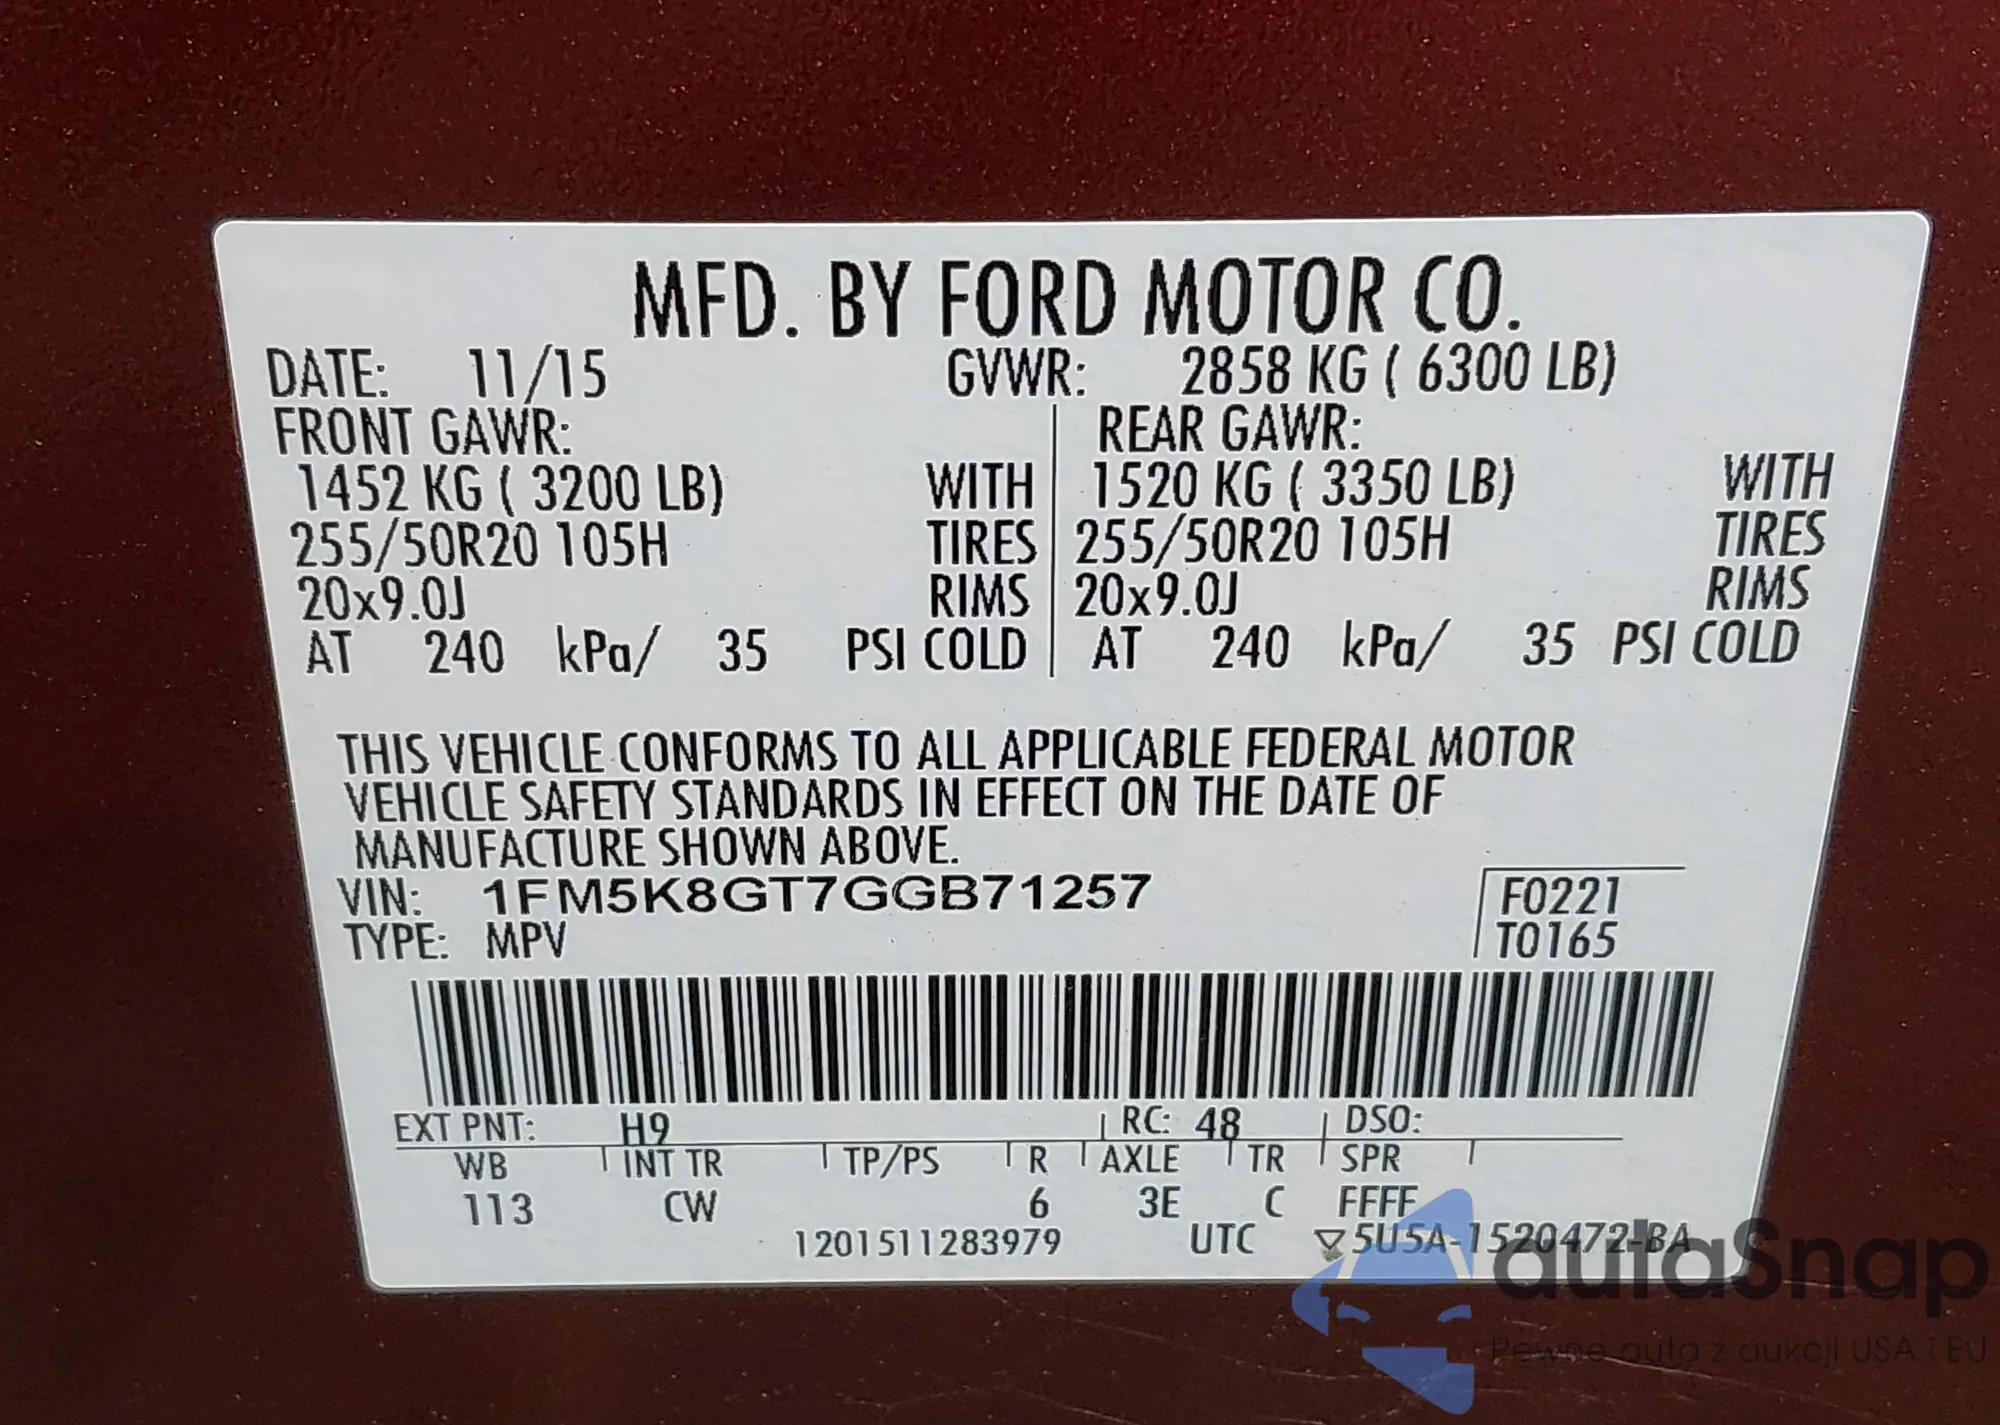 MFD. BY FORD MOTOR CO.
DATE: 11/15 GVWR: 2858 KG ( 6300 LB)
FRONT GAWR: REAR GAWR:
1452 KG ( 3200 LB) WITH 1520 KG ( 3350 LB) WITH
255/50R20 105H TIRES 255/50R20 105H TIRES
20x9.0J RIMS 20x9.0J RIMS
AT 240 kPa/ 35 PSI COLD AT 240 kPa/ 35 PSI COLD
THIS VEHICLE CONFORMS TO ALL APPLICABLE FEDERAL MOTOR
VEHICLE SAFETY STANDARDS IN EFFECT ON THE DATE OF
MANUFACTURE SHOWN ABOVE.
VIN: 1FM5K8GT7GGB71257 F0221
TYPE: MPV T0165
EXT PNT: H9 RC: 48 DSO:
WB INT TR TP/PS R AXLE TR SPR
113 CW 6 3E C FFFF
1201511283979 UTC ▽5U5A-1520472-BA
autaSnap
Pewne auta z aukcji USA i EU